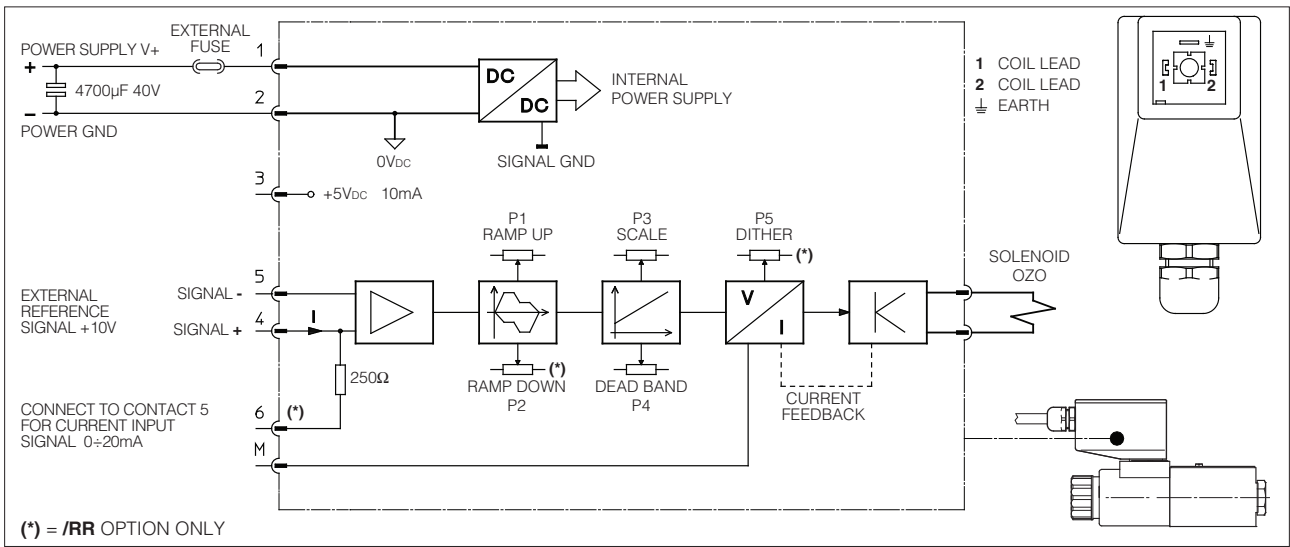 POWER SUPPLY V+
EXTERNAL
FUSE
1
+
4700µF 40V
2
–
POWER GND
DC
DC
INTERNAL
POWER SUPPLY
0VDC
SIGNAL GND
1 COIL LEAD
2 COIL LEAD
EARTH
1
2
3
+5VDC 10mA
P1
RAMP UP
P3
SCALE
P5
DITHER
(*)
SOLENOID
OZO
EXTERNAL
REFERENCE
SIGNAL +10V
5
SIGNAL -
4
SIGNAL +
I
V
I
250Ω
(*)
RAMP DOWN
P2
DEAD BAND
P4
CURRENT
FEEDBACK
CONNECT TO CONTACT 5
FOR CURRENT INPUT
SIGNAL 0÷20mA
6
(*)
M
(*) = /RR OPTION ONLY